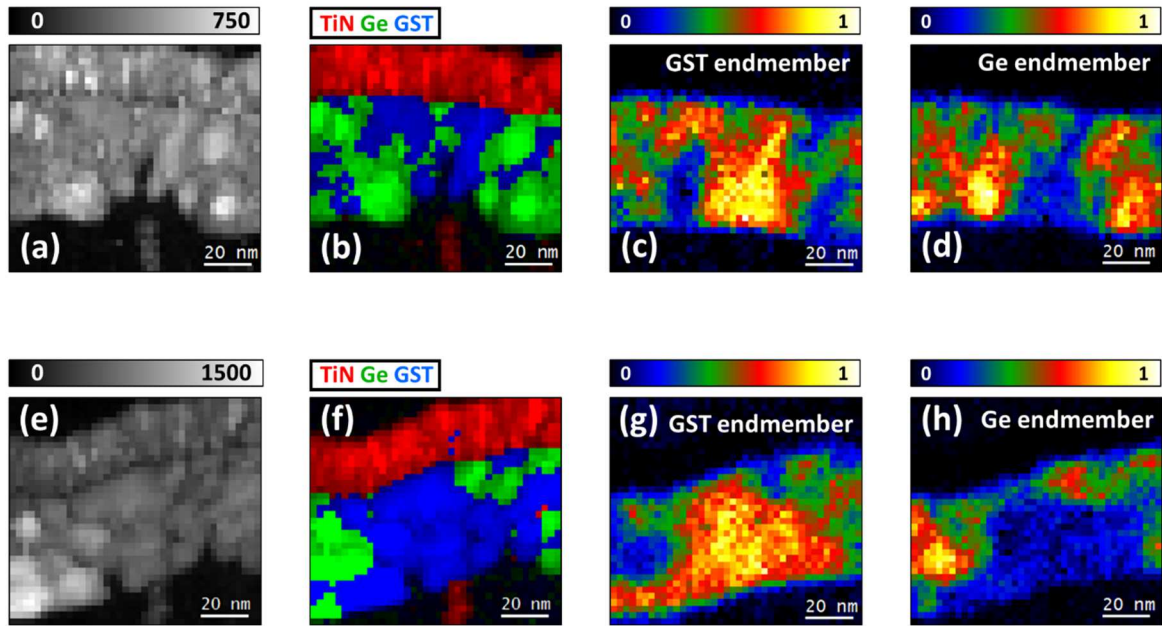 0 750
TiN Ge GST
0 1
0 1
(a)
20 nm
(b)
20 nm
GST endmember
(c)
20 nm
Ge endmember
(d)
20 nm
0 1500
TiN Ge GST
0 1
0 1
(e)
20 nm
(f)
20 nm
(g)
GST endmember
20 nm
(h)
Ge endmember
20 nm